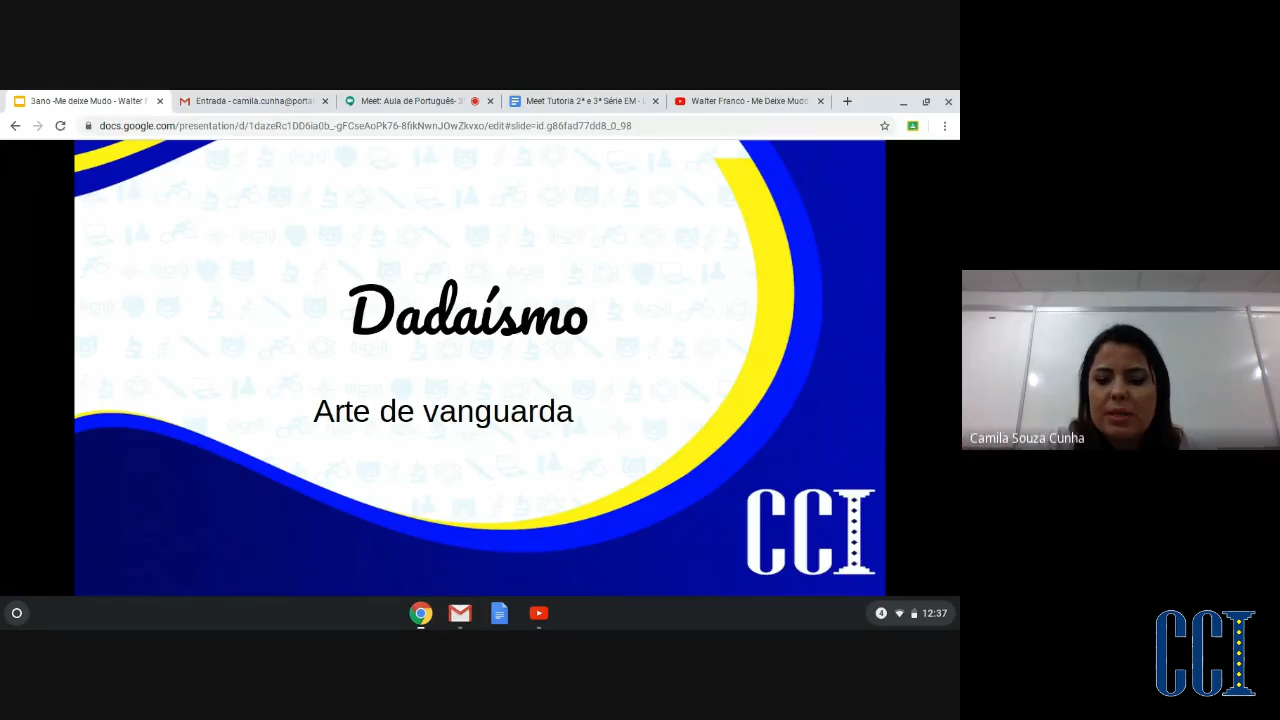 3ano -Me deixe Mudo - Walter F
Entrada - camila.cunha@portal
Meet: Aula de Português- 3
Meet Tutoria 2ª e 3ª Série EM - L
Walter Franco - Me Deixe Mudo.
docs.google.com/presentation/d/1dazeRc1DD6ia0b_-gFCseAoPk76-8fikNwnJOwZkvxo/edit#slide=id.g86fad77dd8_0_98
Dadaísmo
Arte de vanguarda
CCI
Camila Souza Cunha
4
12:37
CCI